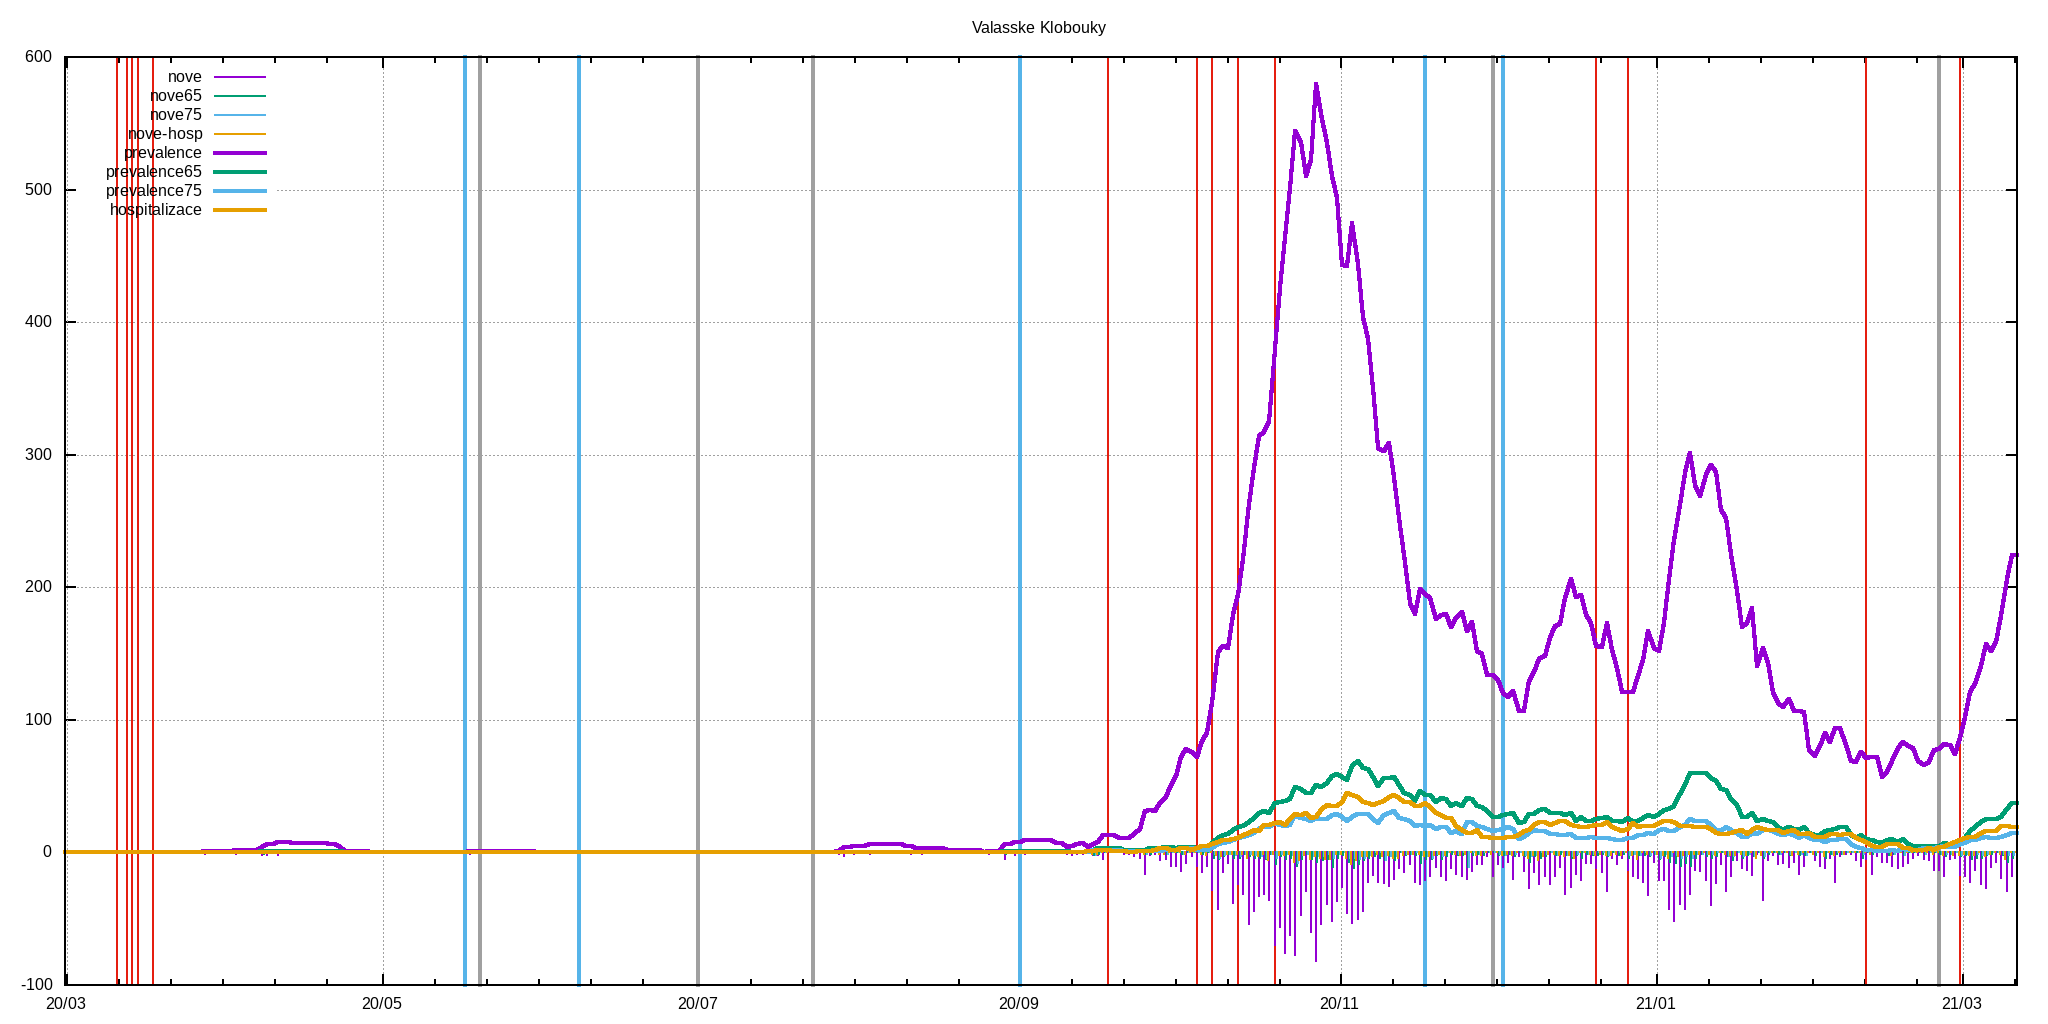 Valasske Klobouky
600
500
400
300
200
100
0
-100
nove
nove65
nove75
nove-hosp
prevalence
prevalence65
prevalence75
hospitalizace
20/03 20/05 20/07 20/09 20/11 21/01 21/03